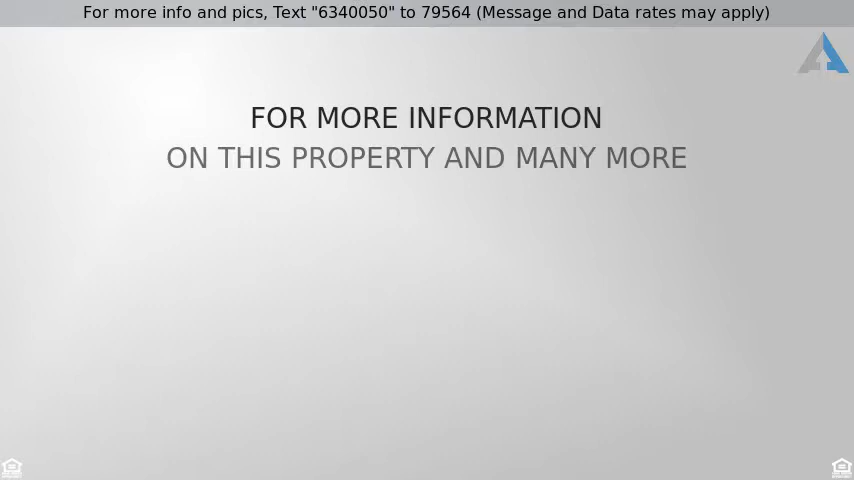 For more info and pics, Text "6340050" to 79564 (Message and Data rates may apply)
FOR MORE INFORMATION
ON THIS PROPERTY AND MANY MORE